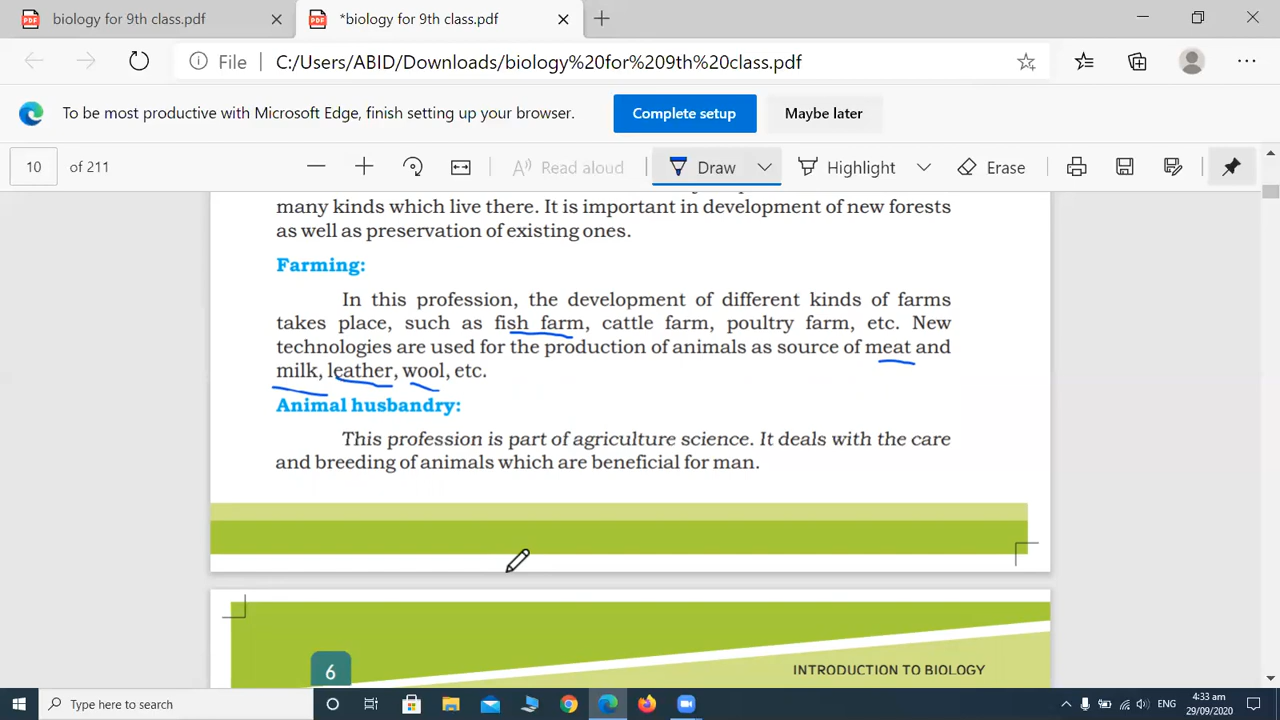 biology for 9th class.pdf
*biology for 9th class.pdf
File
C:/Users/ABID/Downloads/biology%20for%209th%20class.pdf
To be most productive with Microsoft Edge, finish setting up your browser.
Complete setup
Maybe later
10 of 211
Read aloud
Draw
Highlight
Erase
many kinds which live there. It is important in development of new forests
as well as preservation of existing ones.
Farming:
In this profession, the development of different kinds of farms
takes place, such as fish farm, cattle farm, poultry farm, etc. New
technologies are used for the production of animals as source of meat and
milk, leather, wool, etc.
Animal husbandry:
This profession is part of agriculture science. It deals with the care
and breeding of animals which are beneficial for man.
6
INTRODUCTION TO BIOLOGY
Type here to search
ENG
4:33 am
29/09/2020